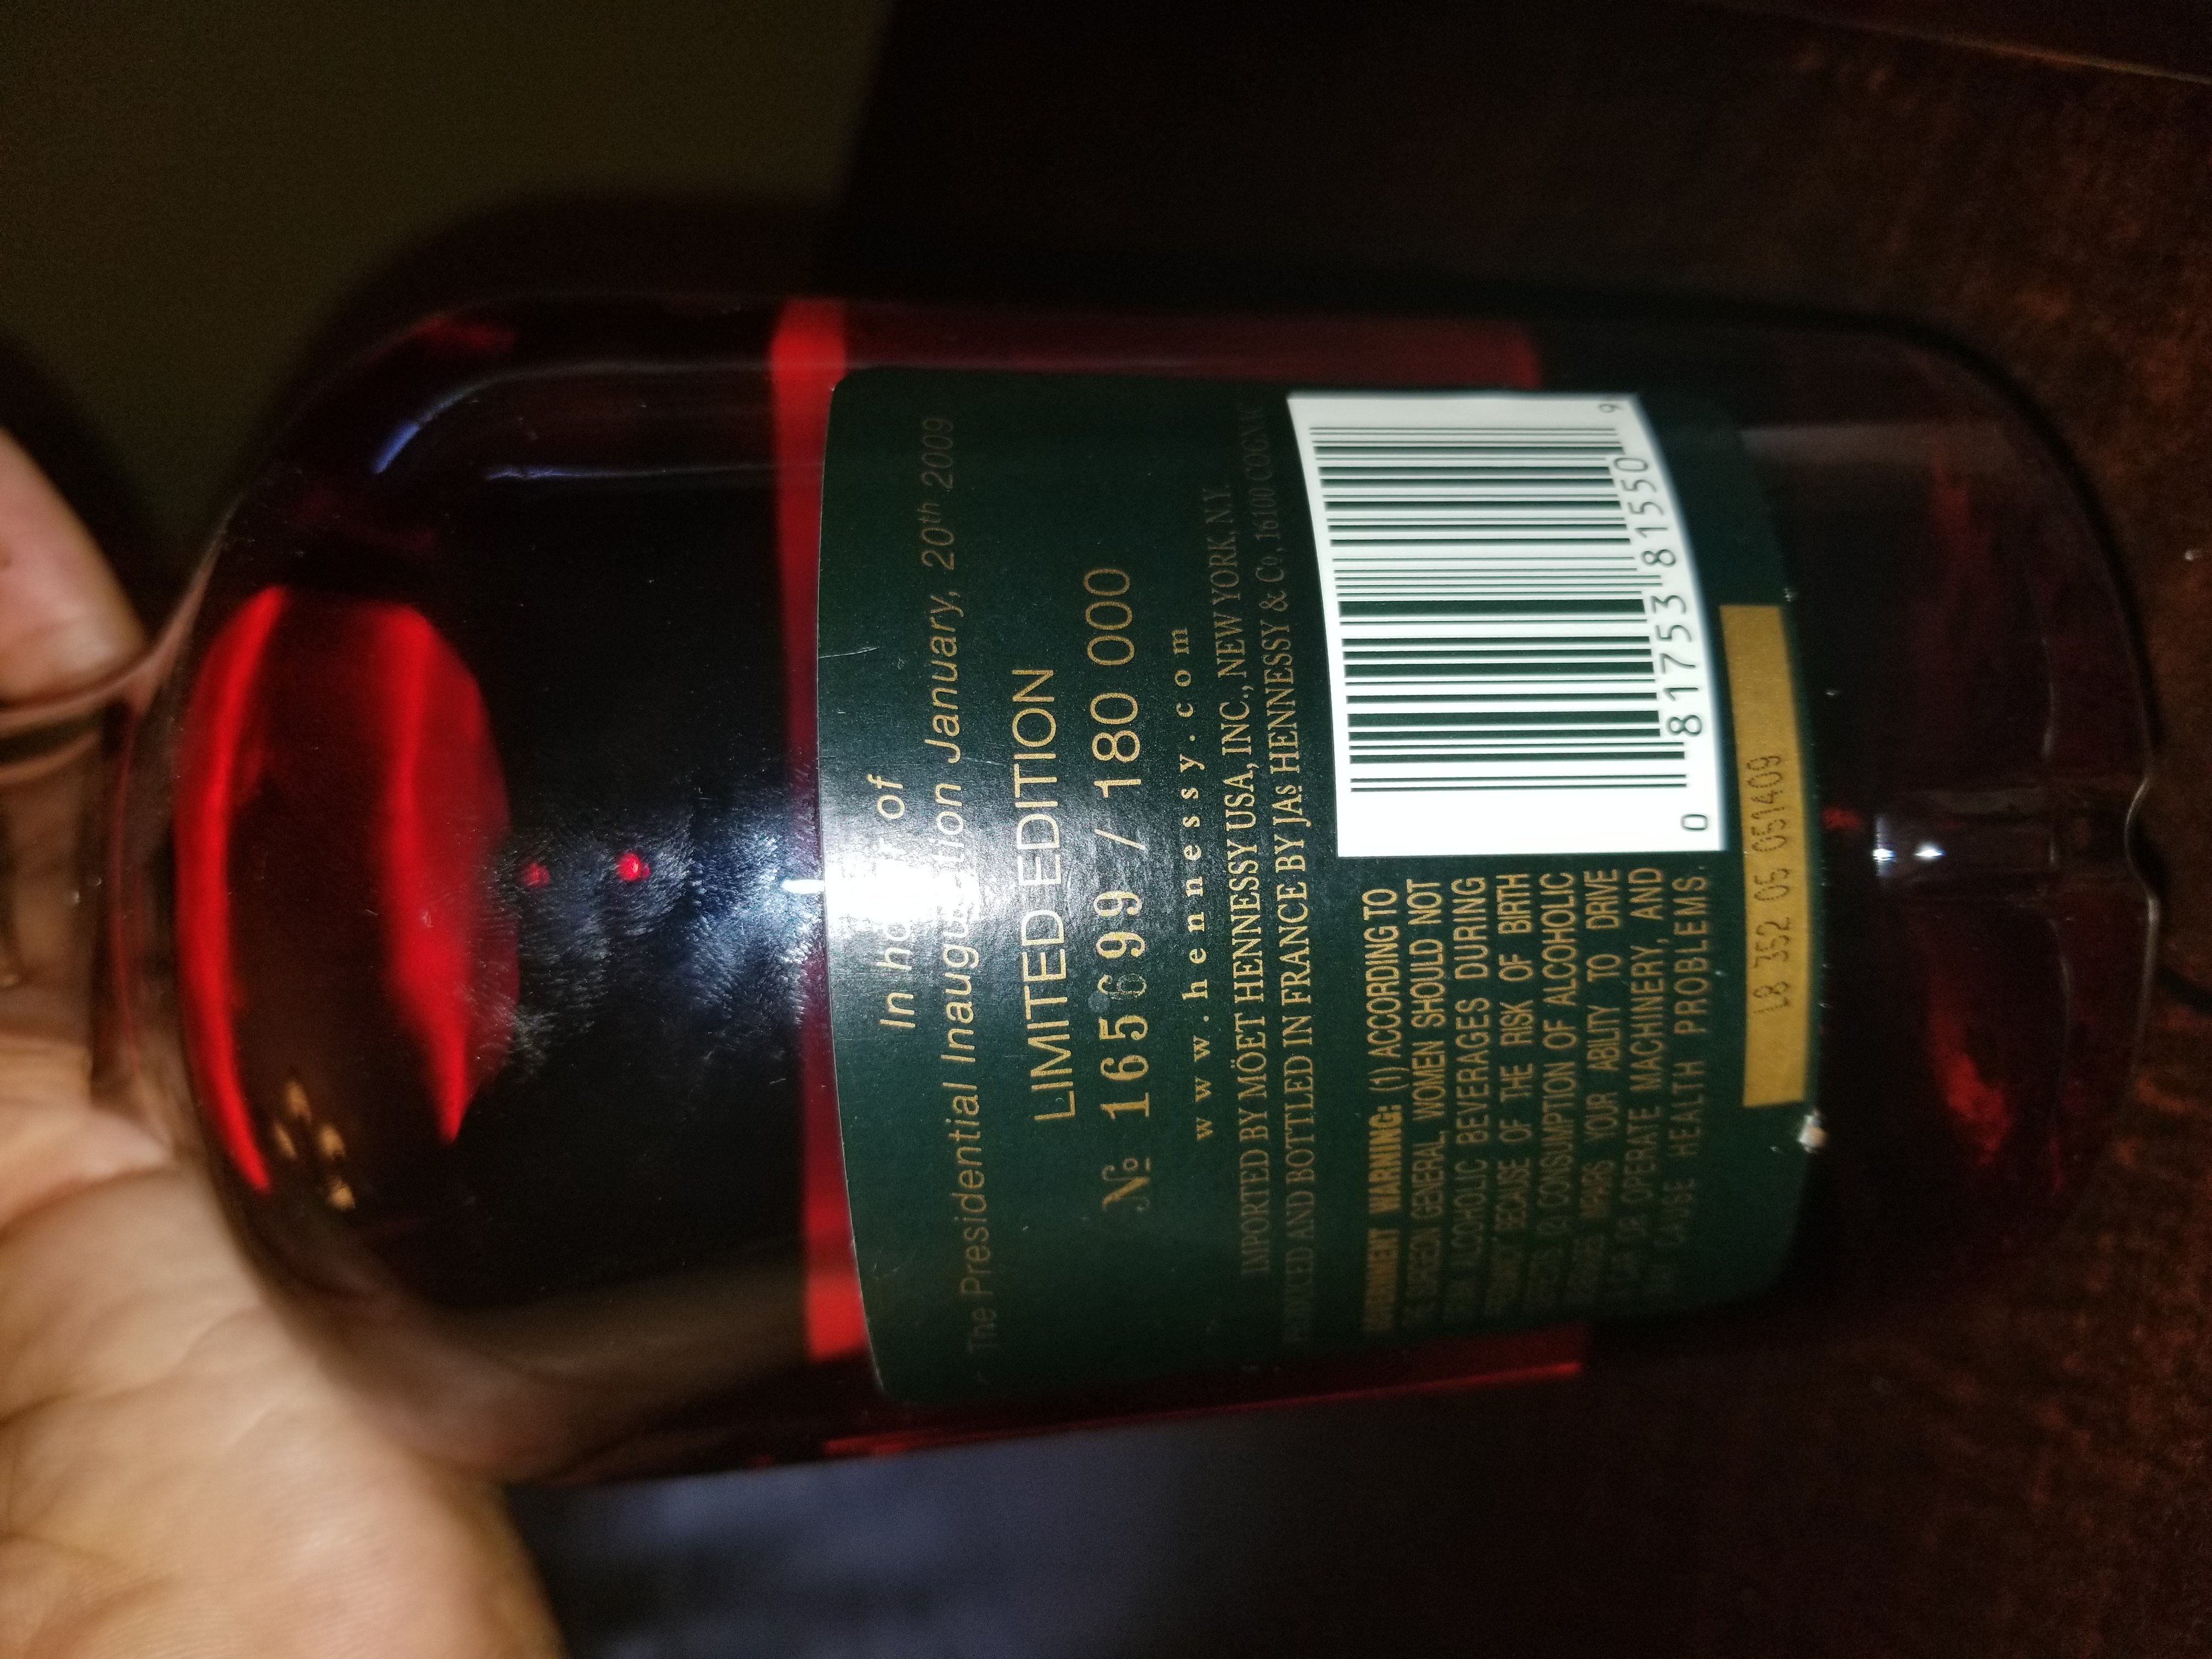 In honor of
The Presidential Inauguration January, 20th 2009
LIMITED EDITION
№ 165699 / 180 000
www.hennessy.com
IMPORTED BY MÖET HENNESSY USA, INC., NEW YORK, N.Y.
PRODUCED AND BOTTLED IN FRANCE BY JAs HENNESSY & Co, 16100 COGNAC
GOVERNMENT WARNING: (1) ACCORDING TO
THE SURGEON GENERAL, WOMEN SHOULD NOT
DRINK ALCOHOLIC BEVERAGES DURING
PREGNANCY BECAUSE OF THE RISK OF BIRTH
DEFECTS. (2) CONSUMPTION OF ALCOHOLIC
BEVERAGES IMPAIRS YOUR ABILITY TO DRIVE
A CAR OR OPERATE MACHINERY, AND
MAY CAUSE HEALTH PROBLEMS.
0 81753 81550 9
L8 352 05 051409